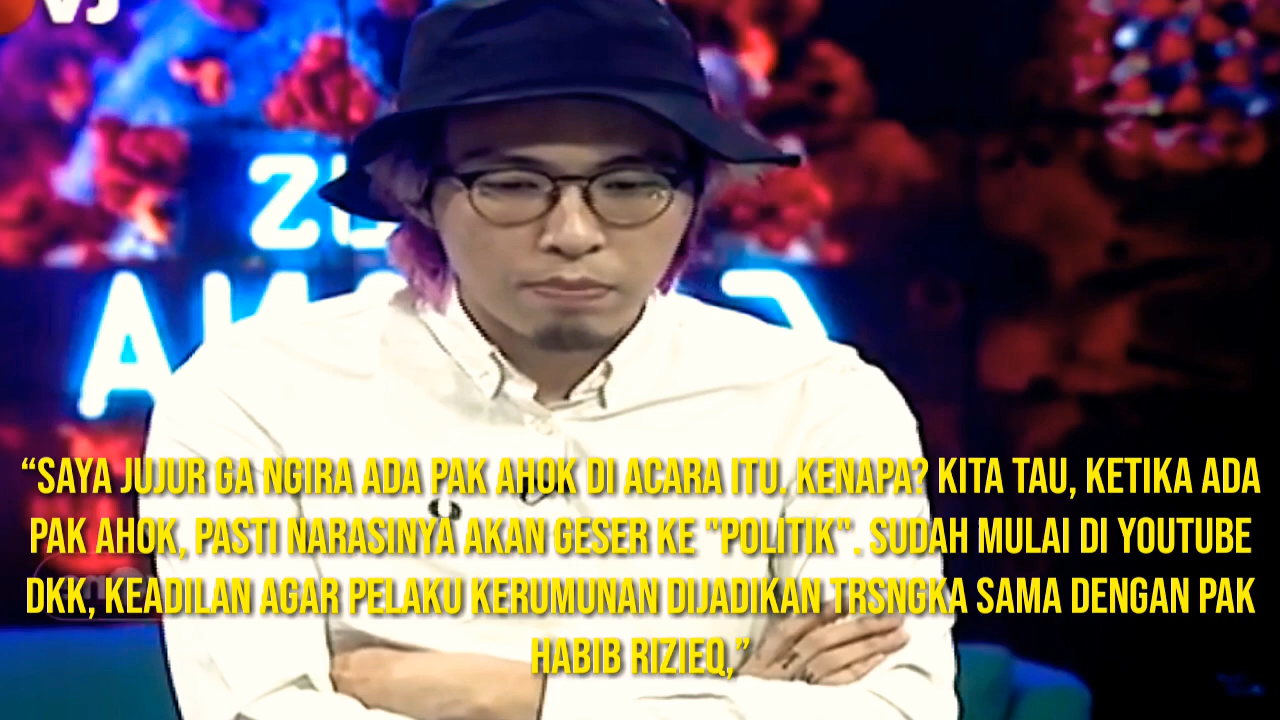 VJ
ZU
“SAYA JUJUR GA NGIRA ADA PAK AHOK DI ACARA ITU. KENAPA? KITA TAU, KETIKA ADA
PAK AHOK, PASTI NARASINYA AKAN GESER KE "POLITIK". SUDAH MULAI DI YOUTUBE
DKK, KEADILAN AGAR PELAKU KERUMUNAN DIJADIKAN TRSNGKA SAMA DENGAN PAK
HABIB RIZIEQ,”